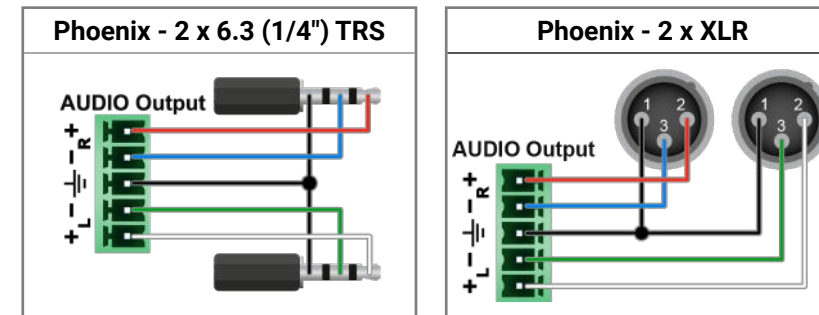 Phoenix - 2 x 6.3 (1/4") TRS
AUDIO Output
+
R
-
-
L
+
Phoenix - 2 x XLR
1 2
3
1 2
3
AUDIO Output
+
R
-
-
L
+